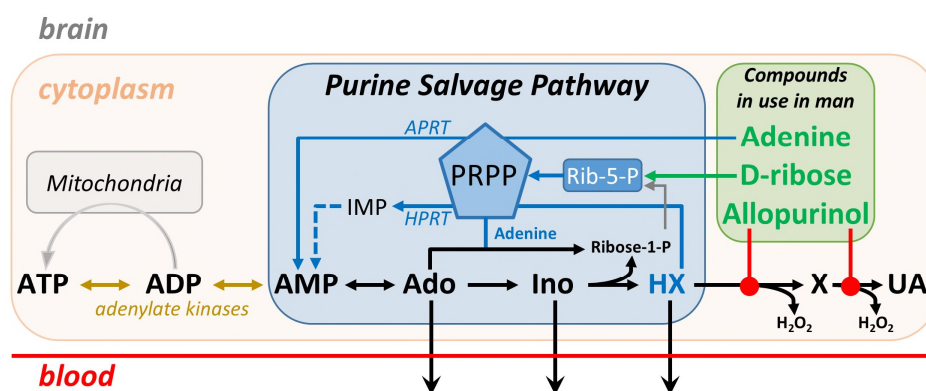 brain
cytoplasm
Purine Salvage Pathway
Compounds
in use in man
APRT
Adenine
Mitochondria
PRPP
Rib-5-P
D-ribose
IMP
HPRT
Allopurinol
Adenine
Ribose-1-P
ATP
ADP
AMP
Ado
Ino
HX
X
UA
adenylate kinases
H₂O₂
H₂O₂
blood